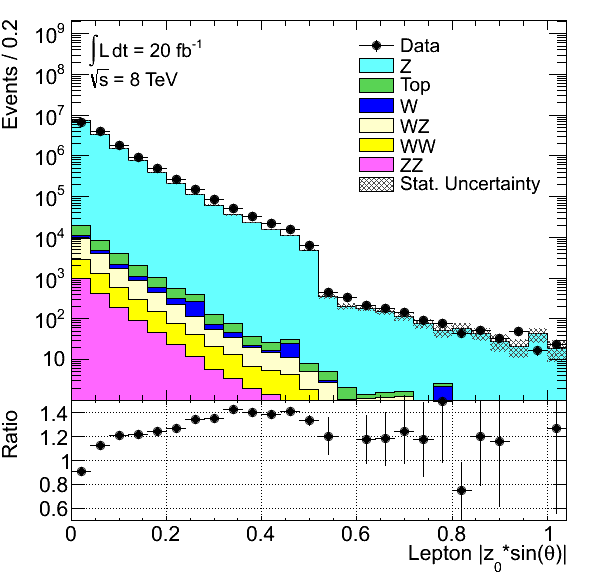 Events / 0.2
10⁹
10⁸
10⁷
10⁶
10⁵
10⁴
10³
10²
10
∫L dt = 20 fb⁻¹
√s = 8 TeV
Data
Z
Top
W
WZ
WW
ZZ
Stat. Uncertainty
Ratio
1.4
1.2
1
0.8
0.6
0 0.2 0.4 0.6 0.8 1
Lepton |z₀*sin(θ)|